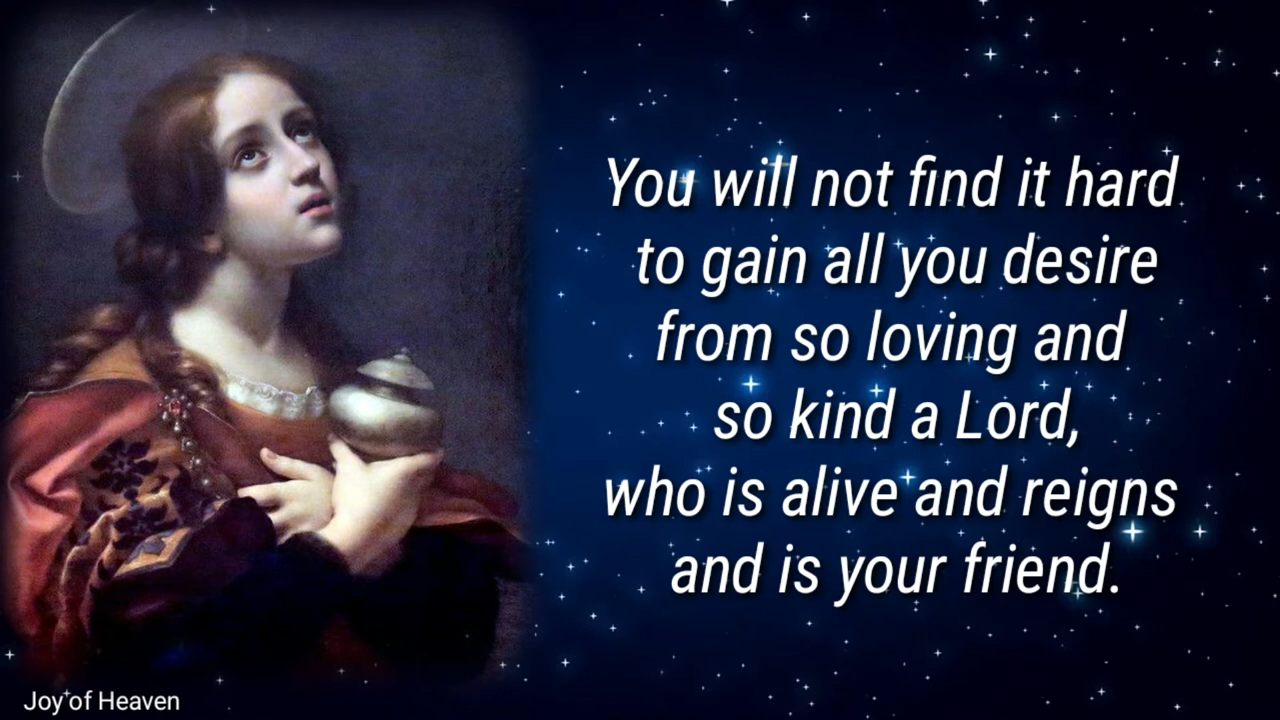 You will not find it hard
to gain all you desire
from so loving and
so kind a Lord,
who is alive and reigns
and is your friend.
Joy of Heaven